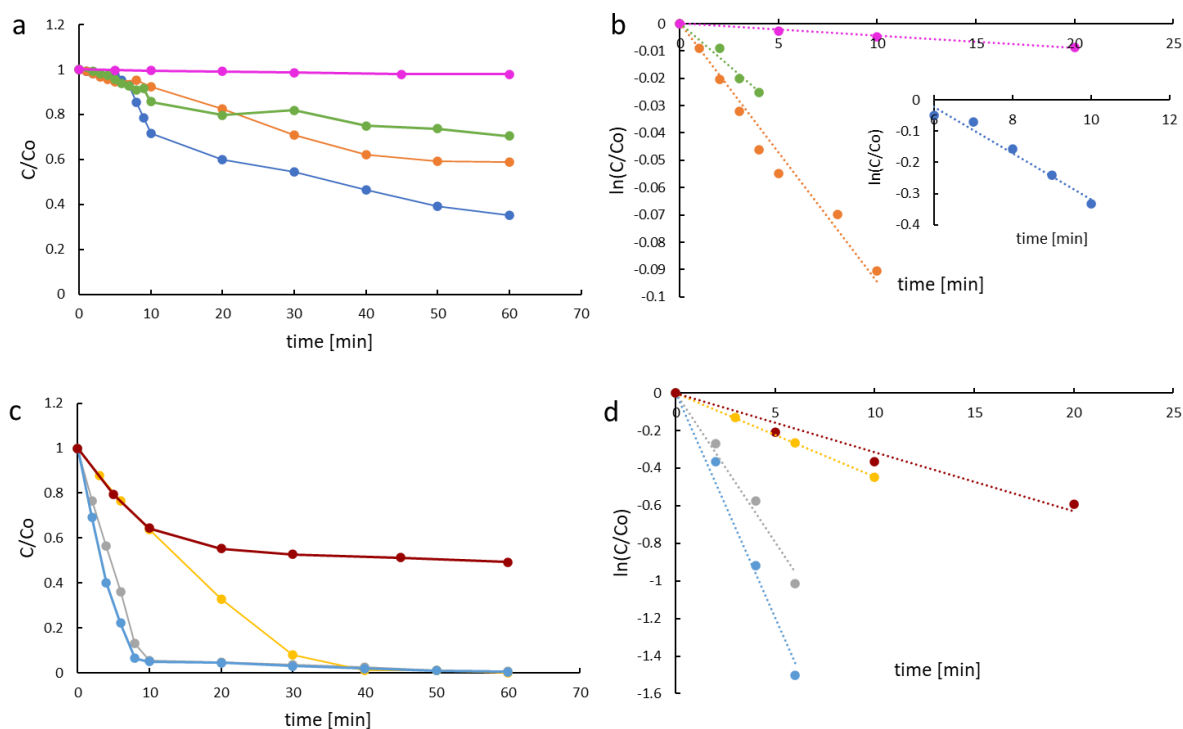 a
1.2
1
0.8
0.6
0.4
0.2
0
C/Co
0 10 20 30 40 50 60 70
time [min]
b
0
-0.01
-0.02
-0.03
-0.04
-0.05
-0.06
-0.07
-0.08
-0.09
-0.1
ln(C/Co)
0 5 10 15 20 25
time [min]
0
-0.1
-0.2
-0.3
-0.4
ln(C/Co)
6 8 10 12
time [min]
c
1.2
1
0.8
0.6
0.4
0.2
0
C/Co
0 10 20 30 40 50 60 70
time [min]
d
0
-0.2
-0.4
-0.6
-0.8
-1
-1.2
-1.4
-1.6
ln(C/Co)
0 5 10 15 20 25
time [min]